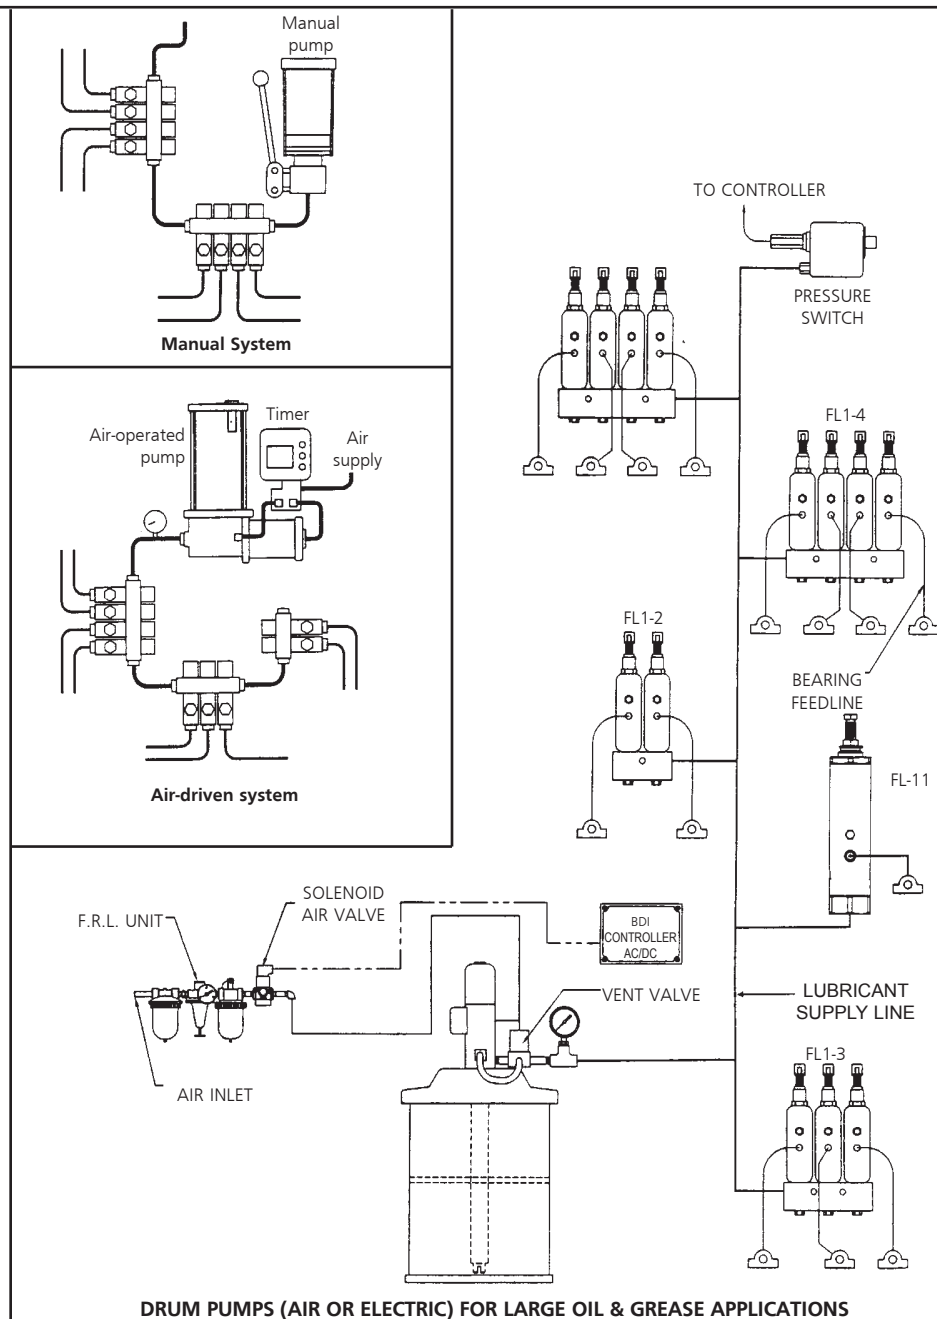 Manual
pump
Manual System
Air-operated
pump
Timer
Air
supply
Air-driven system
TO CONTROLLER
PRESSURE
SWITCH
FL1-4
FL1-2
BEARING
FEEDLINE
FL-11
F.R.L. UNIT
SOLENOID
AIR VALVE
BDI
CONTROLLER
AC/DC
VENT VALVE
LUBRICANT
SUPPLY LINE
AIR INLET
FL1-3
DRUM PUMPS (AIR OR ELECTRIC) FOR LARGE OIL & GREASE APPLICATIONS